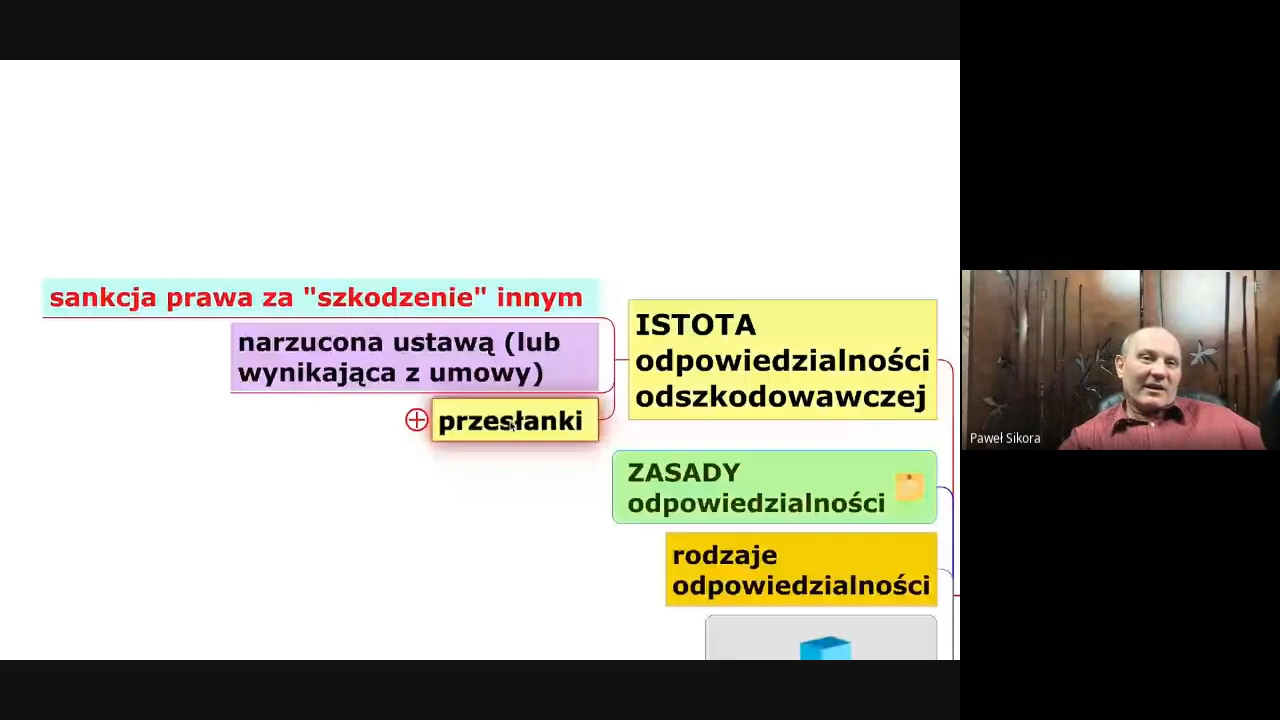 sankcja prawa za "szkodzenie" innym
narzucona ustawą (lub
wynikająca z umowy)
przesłanki
ISTOTA
odpowiedzialności
odszkodowawczej
ZASADY
odpowiedzialności
rodzaje
odpowiedzialności
Paweł Sikora